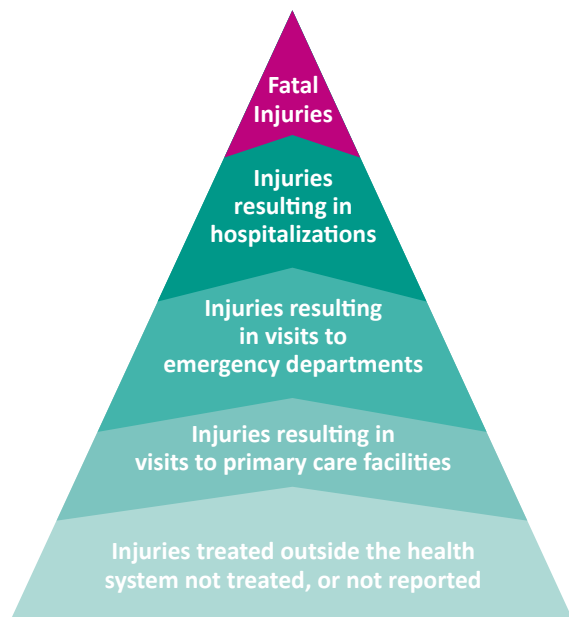 Fatal
Injuries
Injuries
resulting in
hospitalizations
Injuries resulting
in visits to
emergency departments
Injuries resulting in
visits to primary care facilities
Injuries treated outside the health
system not treated, or not reported